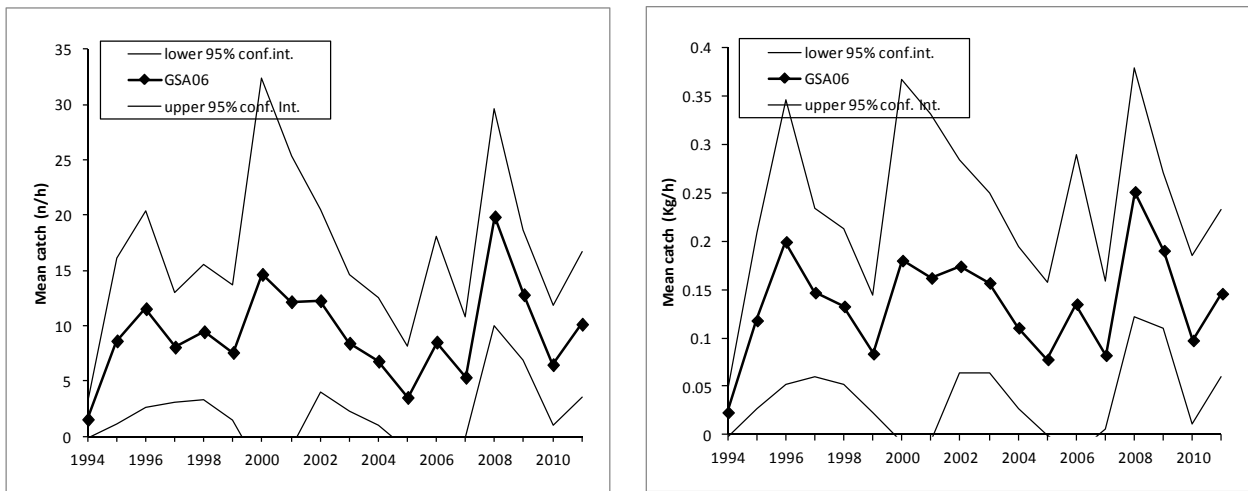 35
30
25
20
15
10
5
0
Mean catch (n/h)
lower 95% conf.int.
GSA06
upper 95% conf. Int.
1994 1996 1998 2000 2002 2004 2006 2008 2010
0.4
0.35
0.3
0.25
0.2
0.15
0.1
0.05
0
Mean catch (Kg/h)
lower 95% conf.int.
GSA06
upper 95% conf. Int.
1994 1996 1998 2000 2002 2004 2006 2008 2010